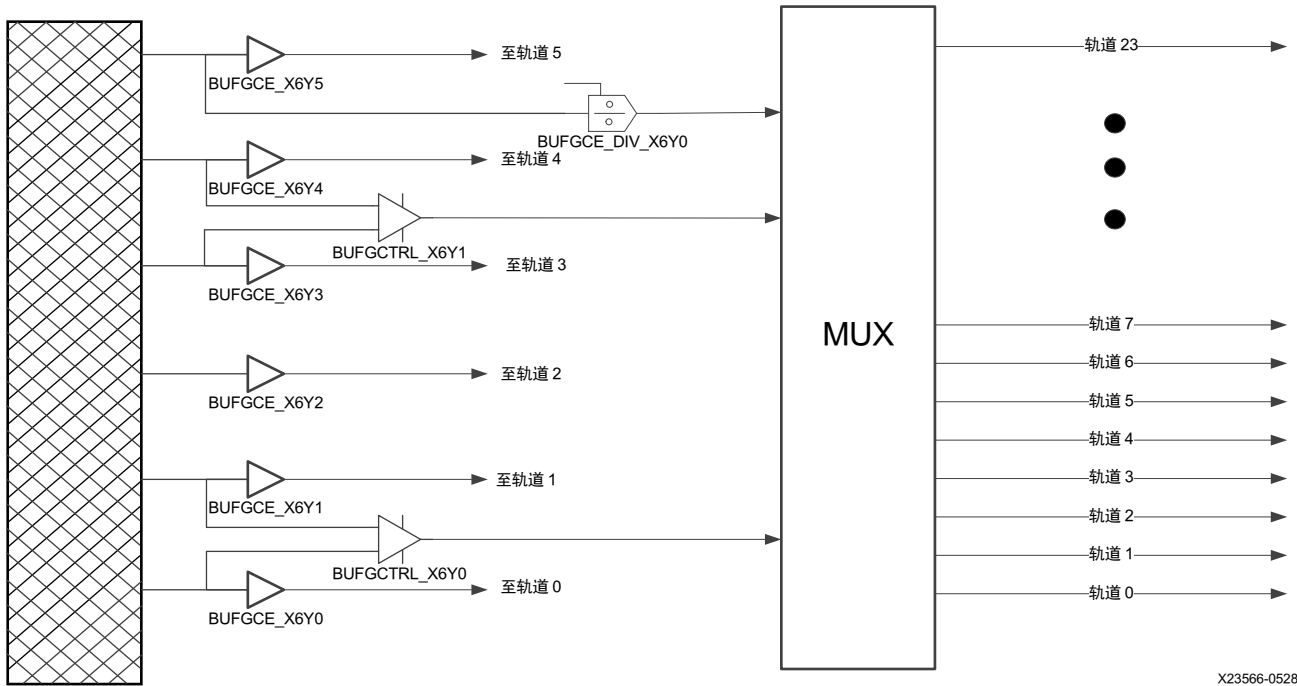 轨道 23
至轨道 5
BUFGCE_X6Y5
BUFGCE_DIV_X6Y0
至轨道 4
BUFGCE_X6Y4
BUFGCTRL_X6Y1
至轨道 3
BUFGCE_X6Y3
MUX
轨道 7
轨道 6
至轨道 2
BUFGCE_X6Y2
轨道 5
轨道 4
至轨道 1
BUFGCE_X6Y1
轨道 3
轨道 2
轨道 1
BUFGCTRL_X6Y0
至轨道 0
BUFGCE_X6Y0
轨道 0
X23566-0528